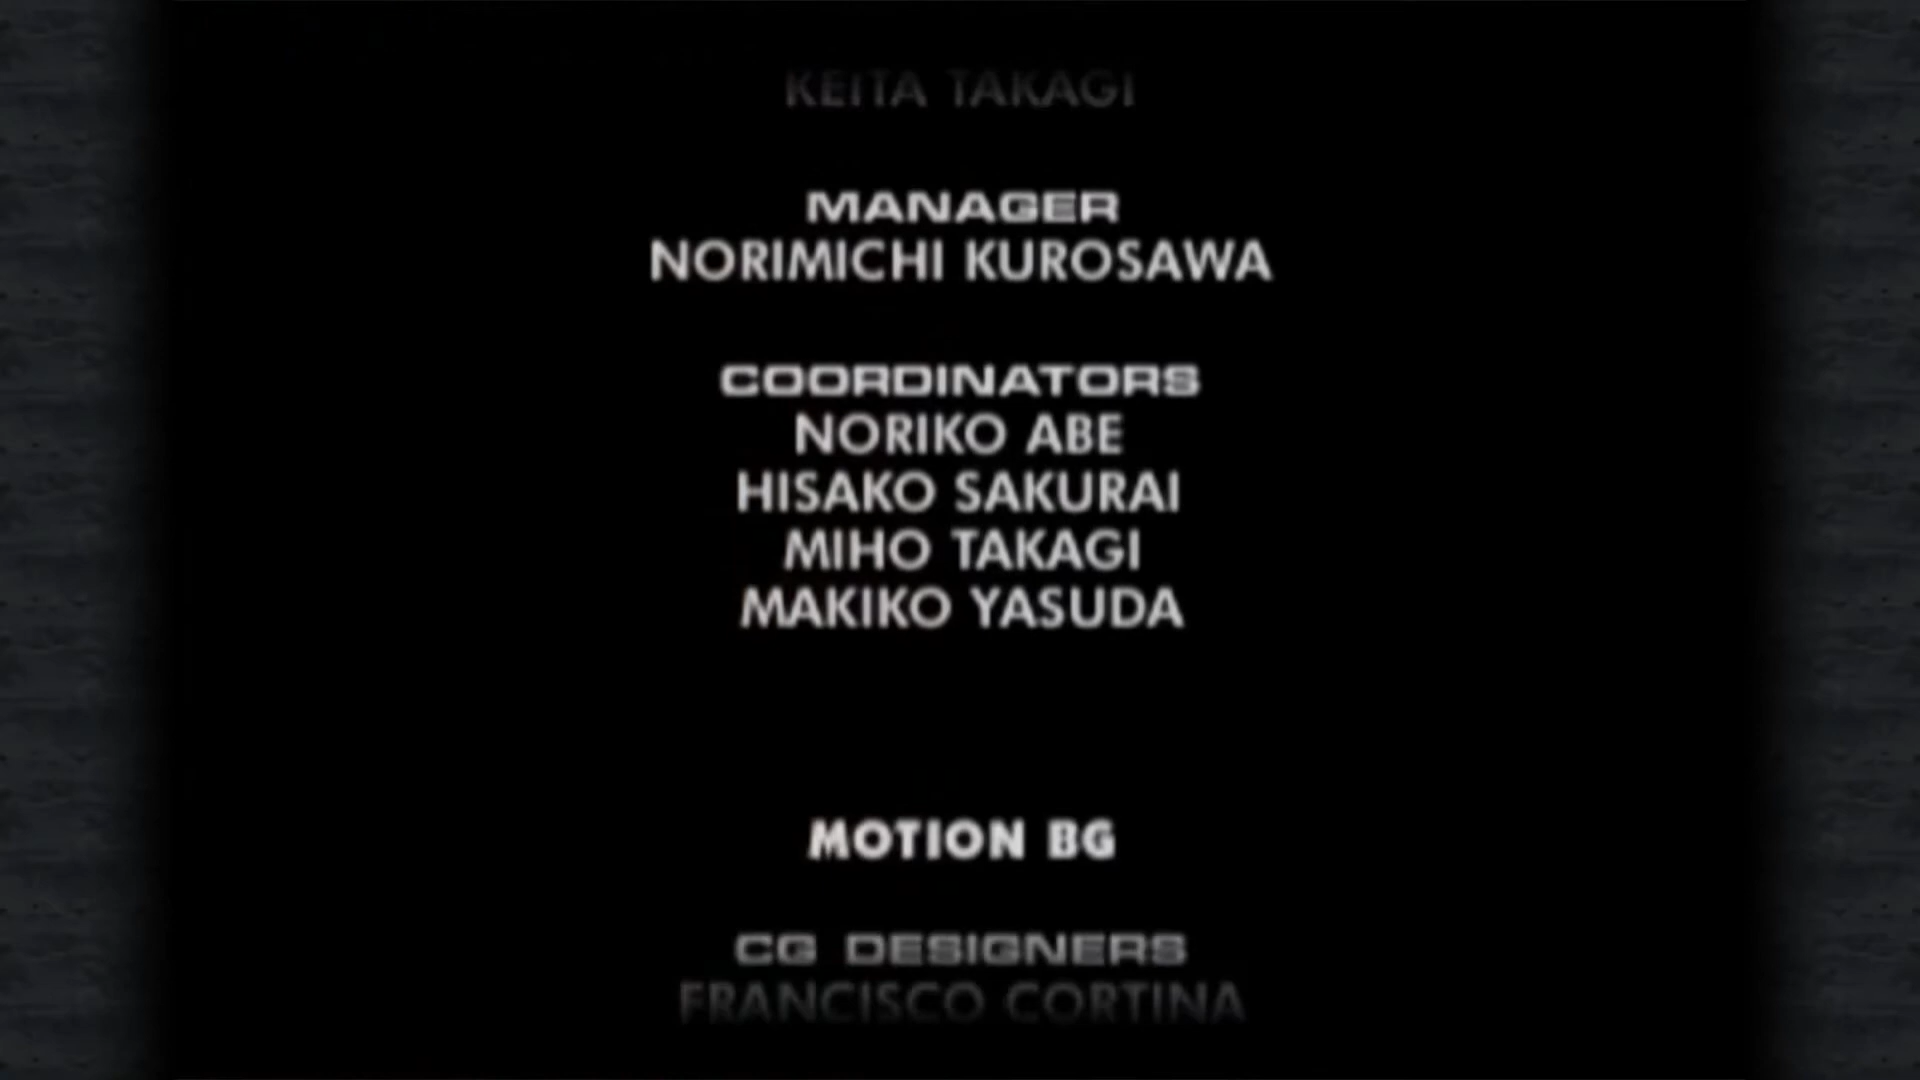 KEITA TAKAGI
MANAGER
NORIMICHI KUROSAWA
COORDINATORS
NORIKO ABE
HISAKO SAKURAI
MIHO TAKAGI
MAKIKO YASUDA
MOTION BG
CG DESIGNERS
FRANCISCO CORTINA